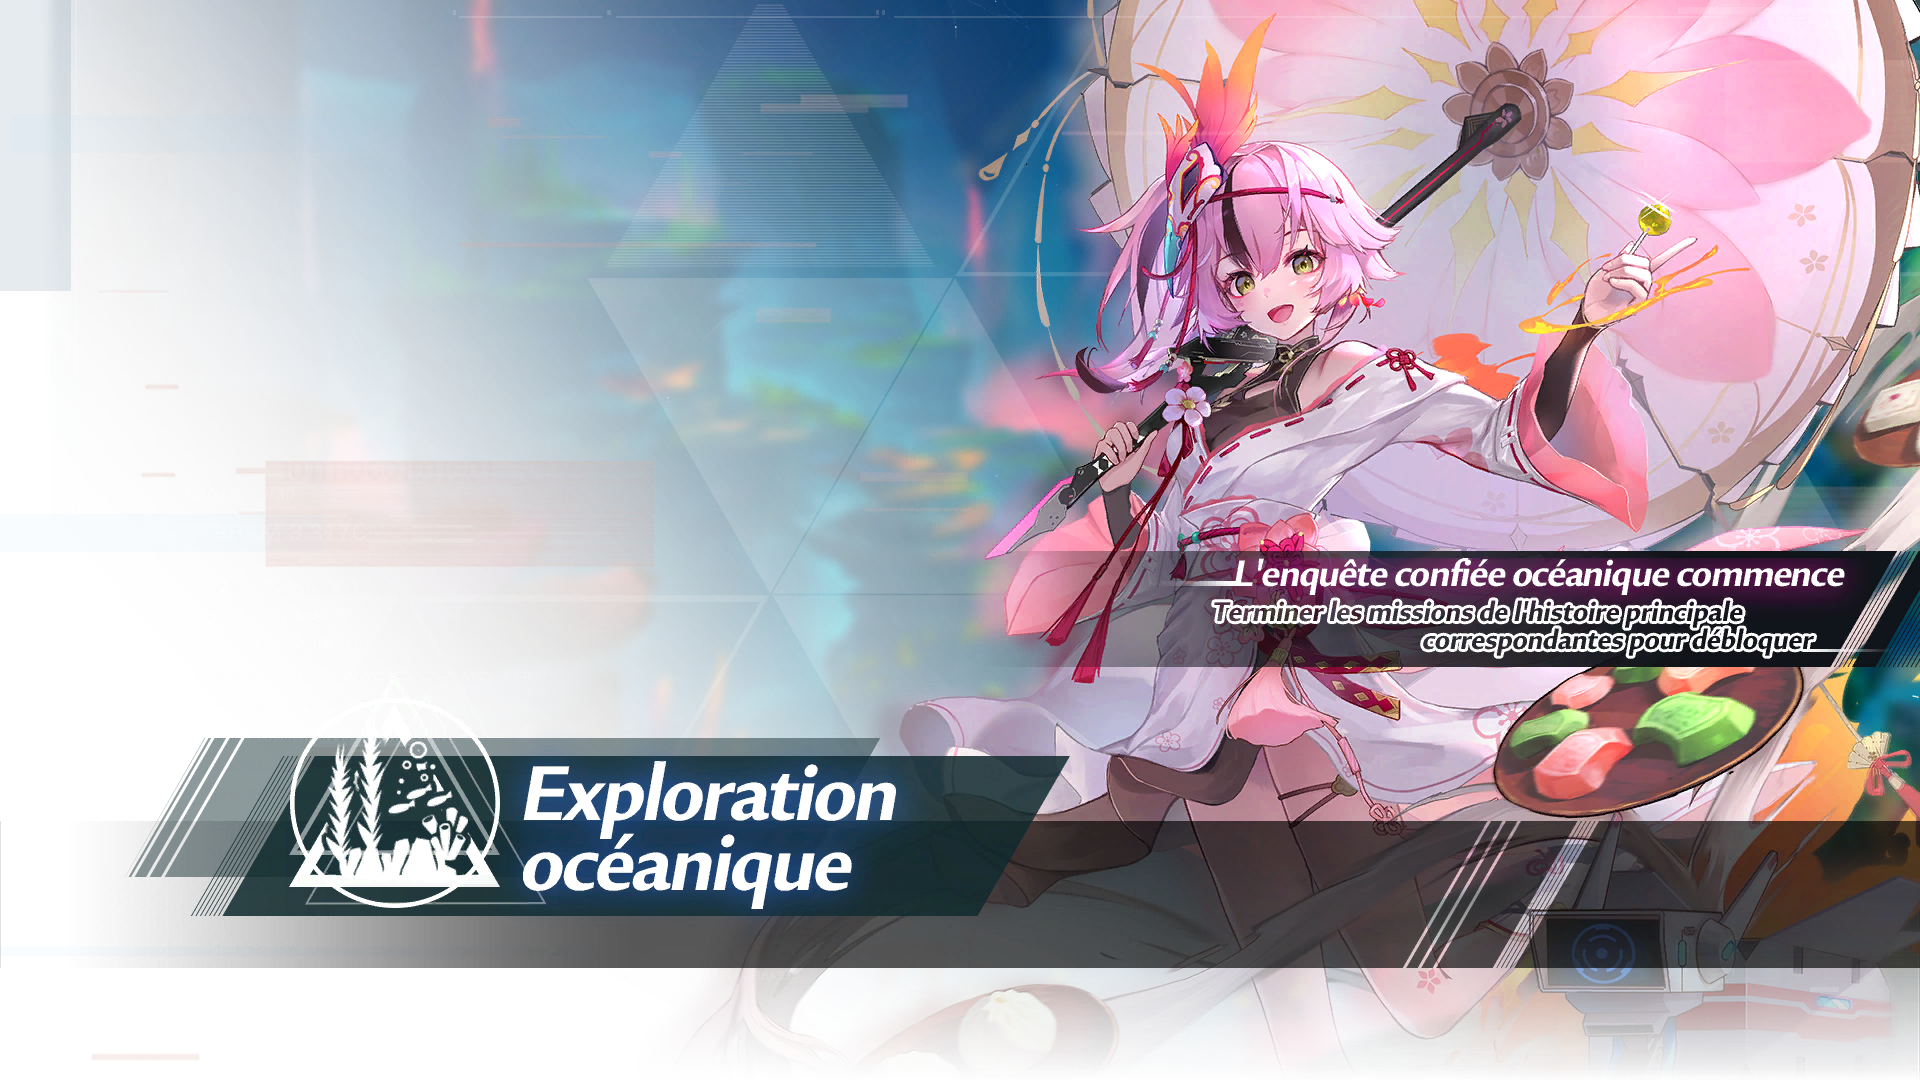 L'enquête confiée océanique commence
Terminer les missions de l'histoire principale
correspondantes pour débloquer
Exploration
océanique